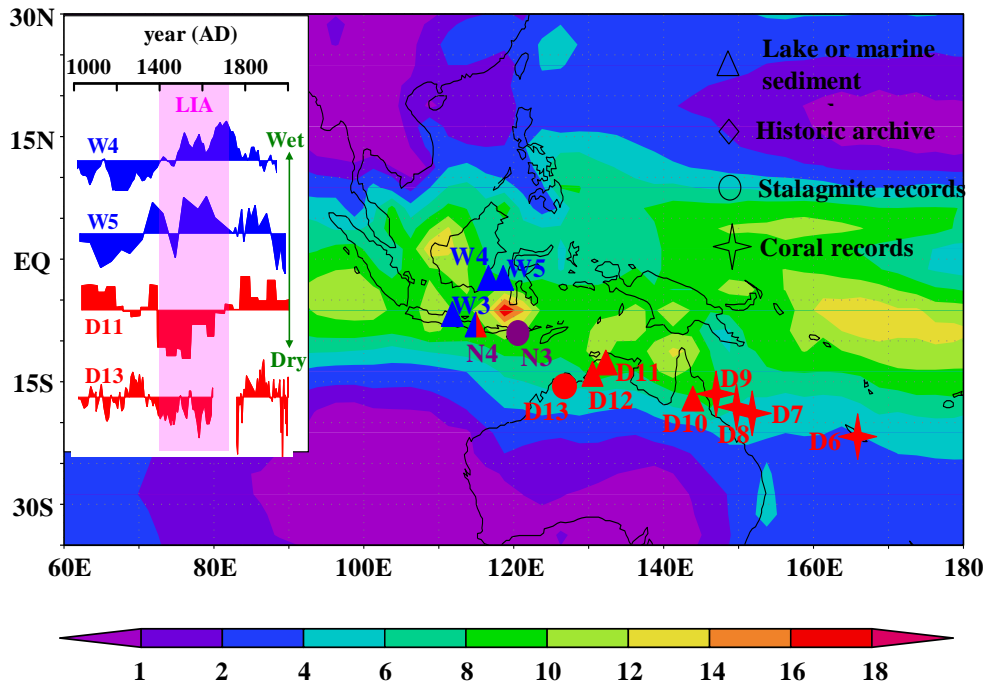 30N
15N
EQ
15S
30S
year (AD)
1000 1400 1800
LIA
W4
Wet
W5
D11
Dry
D13
Lake or marine
sediment
Historic archive
Stalagmite records
Coral records
W4 W5
W3
N4 N3
D11
D13 D12
D9
D10 D8 D7
D6
60E 80E 100E 120E 140E 160E 180
1 2 4 6 8 10 12 14 16 18